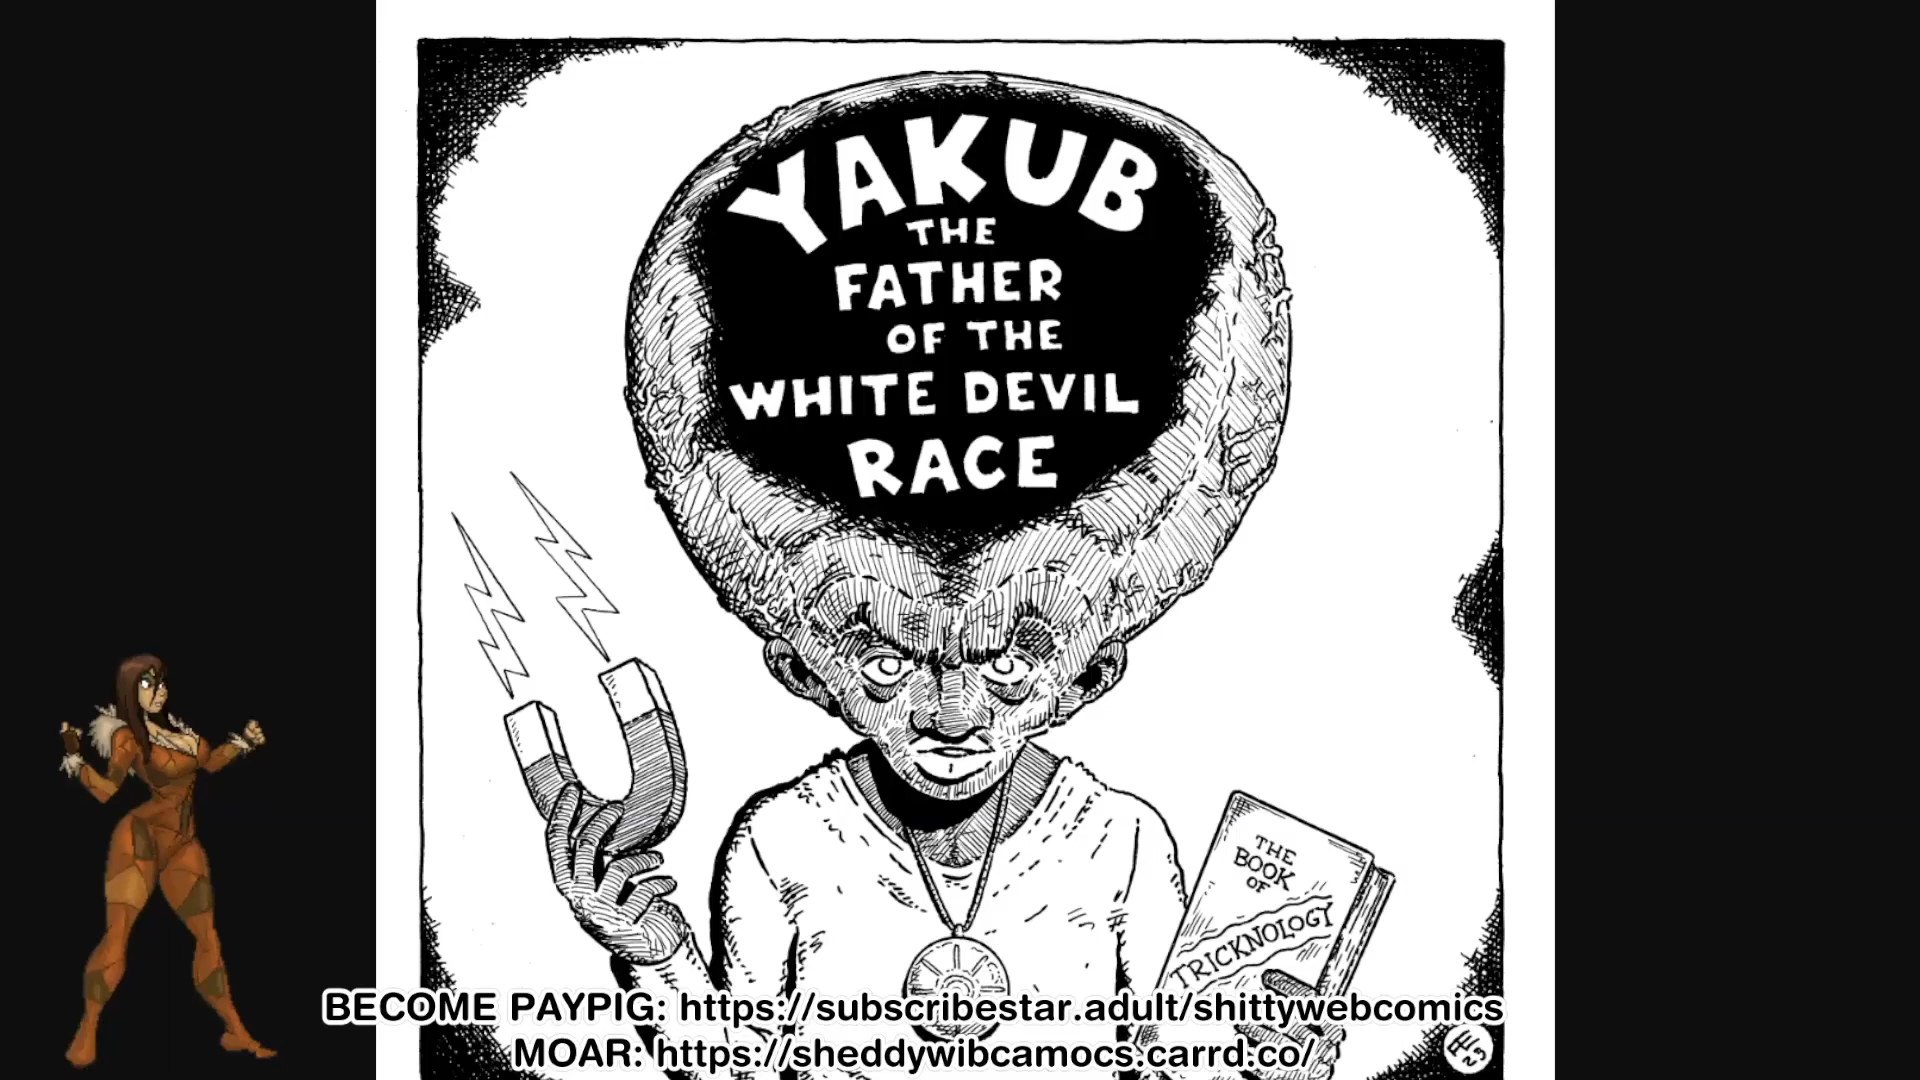 YAKUB
THE
FATHER
OF THE
WHITE DEVIL
RACE
THE
BOOK
OF
TRICKNOLOGY
BECOME PAYPIG: https://subscribestar.adult/shittywebcomics
MOAR: https://sheddywibcamocs.carrd.co/